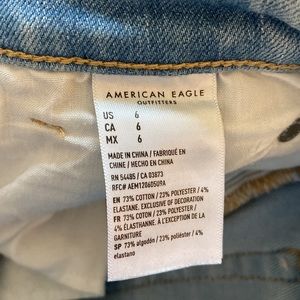 AMERICAN EAGLE
OUTFITTERS
US 6
CA 6
MX 6
MADE IN CHINA / FABRIQUÉ EN
CHINE / HECHO EN CHINA
RN 54485 / CA 03873
RFC# AEM120605U9A
EN 73% COTTON / 23% POLYESTER / 4%
ELASTANE. EXCLUSIVE OF DECORATION
FR 73% COTON / 23% POLYESTER / 4%
ÉLASTHANNE. À L'EXCEPTION DE LA
GARNITURE
SP 73% algodón / 23% poliéster / 4%
elastano